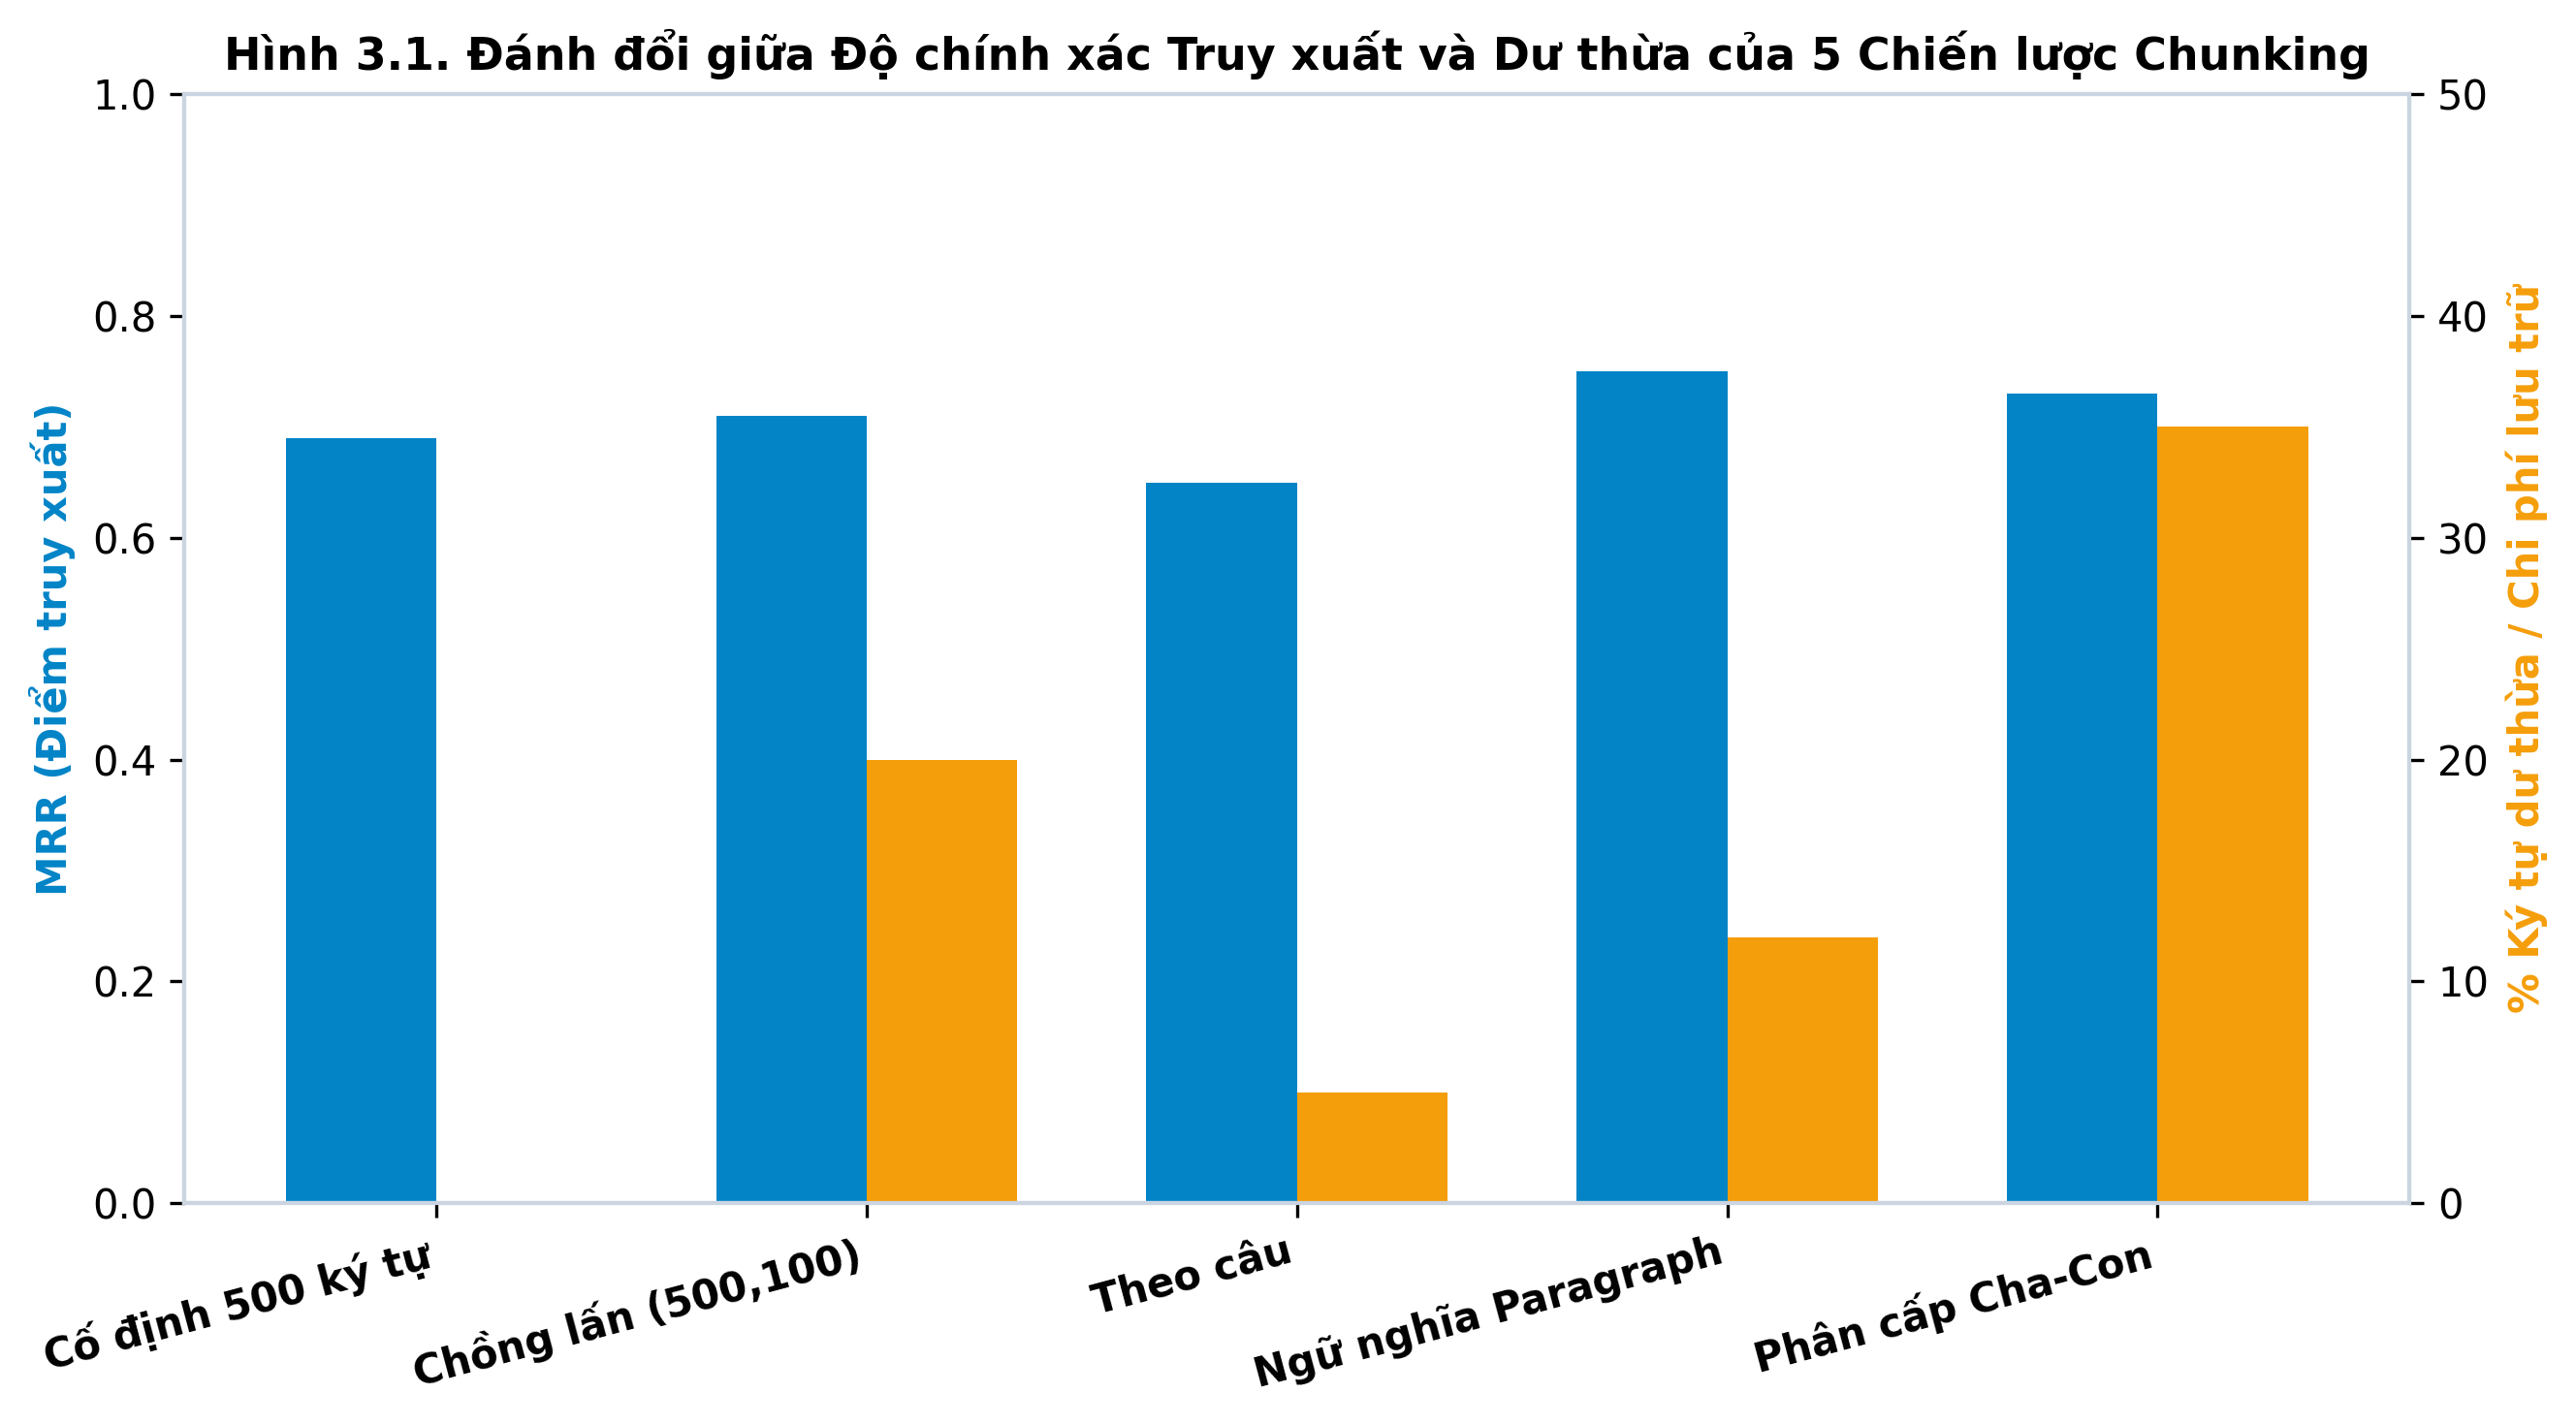 Hình 3.1. Đánh đổi giữa Độ chính xác Truy xuất và Dư thừa của 5 Chiến lược Chunking
MRR (Điểm truy xuất)
1.0
0.8
0.6
0.4
0.2
0.0
50
40
30
20
10
0
% Ký tự dư thừa / Chi phí lưu trữ
Cố định 500 ký tự
Chồng lấn (500,100)
Theo câu
Ngữ nghĩa Paragraph
Phân cấp Cha-Con